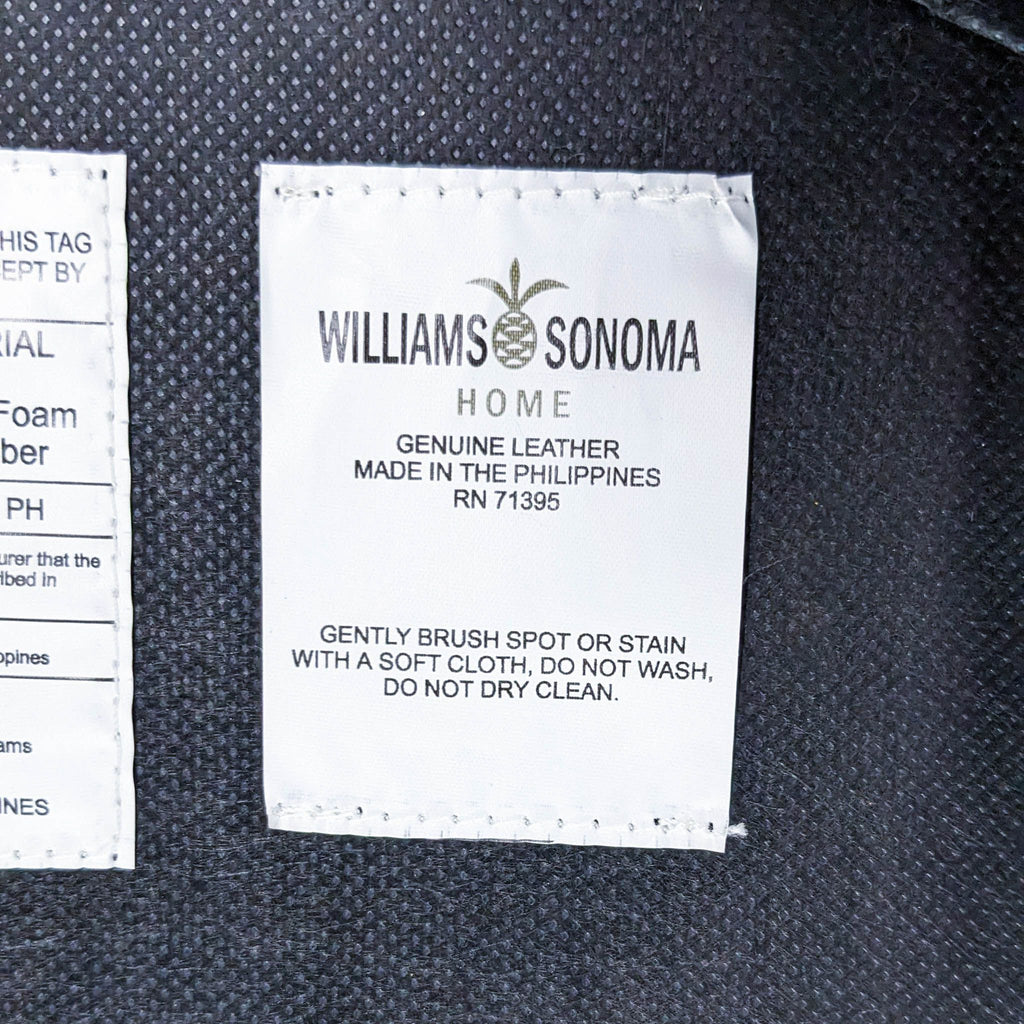 HIS TAG
EPT BY
RIAL
Foam
ber
PH
urer that the
ibed in
ppines
ams
INES
WILLIAMS SONOMA
HOME
GENUINE LEATHER
MADE IN THE PHILIPPINES
RN 71395
GENTLY BRUSH SPOT OR STAIN
WITH A SOFT CLOTH, DO NOT WASH,
DO NOT DRY CLEAN.